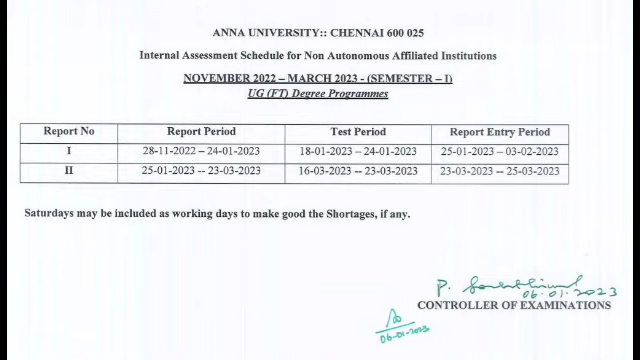 ANNA UNIVERSITY:: CHENNAI 600 025
Internal Assessment Schedule for Non Autonomous Affiliated Institutions
NOVEMBER 2022 – MARCH 2023 - (SEMESTER – I)
UG (FT) Degree Programmes
Report No Report Period Test Period Report Entry Period
I 28-11-2022 – 24-01-2023 18-01-2023 – 24-01-2023 25-01-2023 – 03-02-2023
II 25-01-2023 -- 23-03-2023 16-03-2023 -- 23-03-2023 23-03-2023 -- 25-03-2023
Saturdays may be included as working days to make good the Shortages, if any.
P.
06.01.2023
CONTROLLER OF EXAMINATIONS
06-01-2023